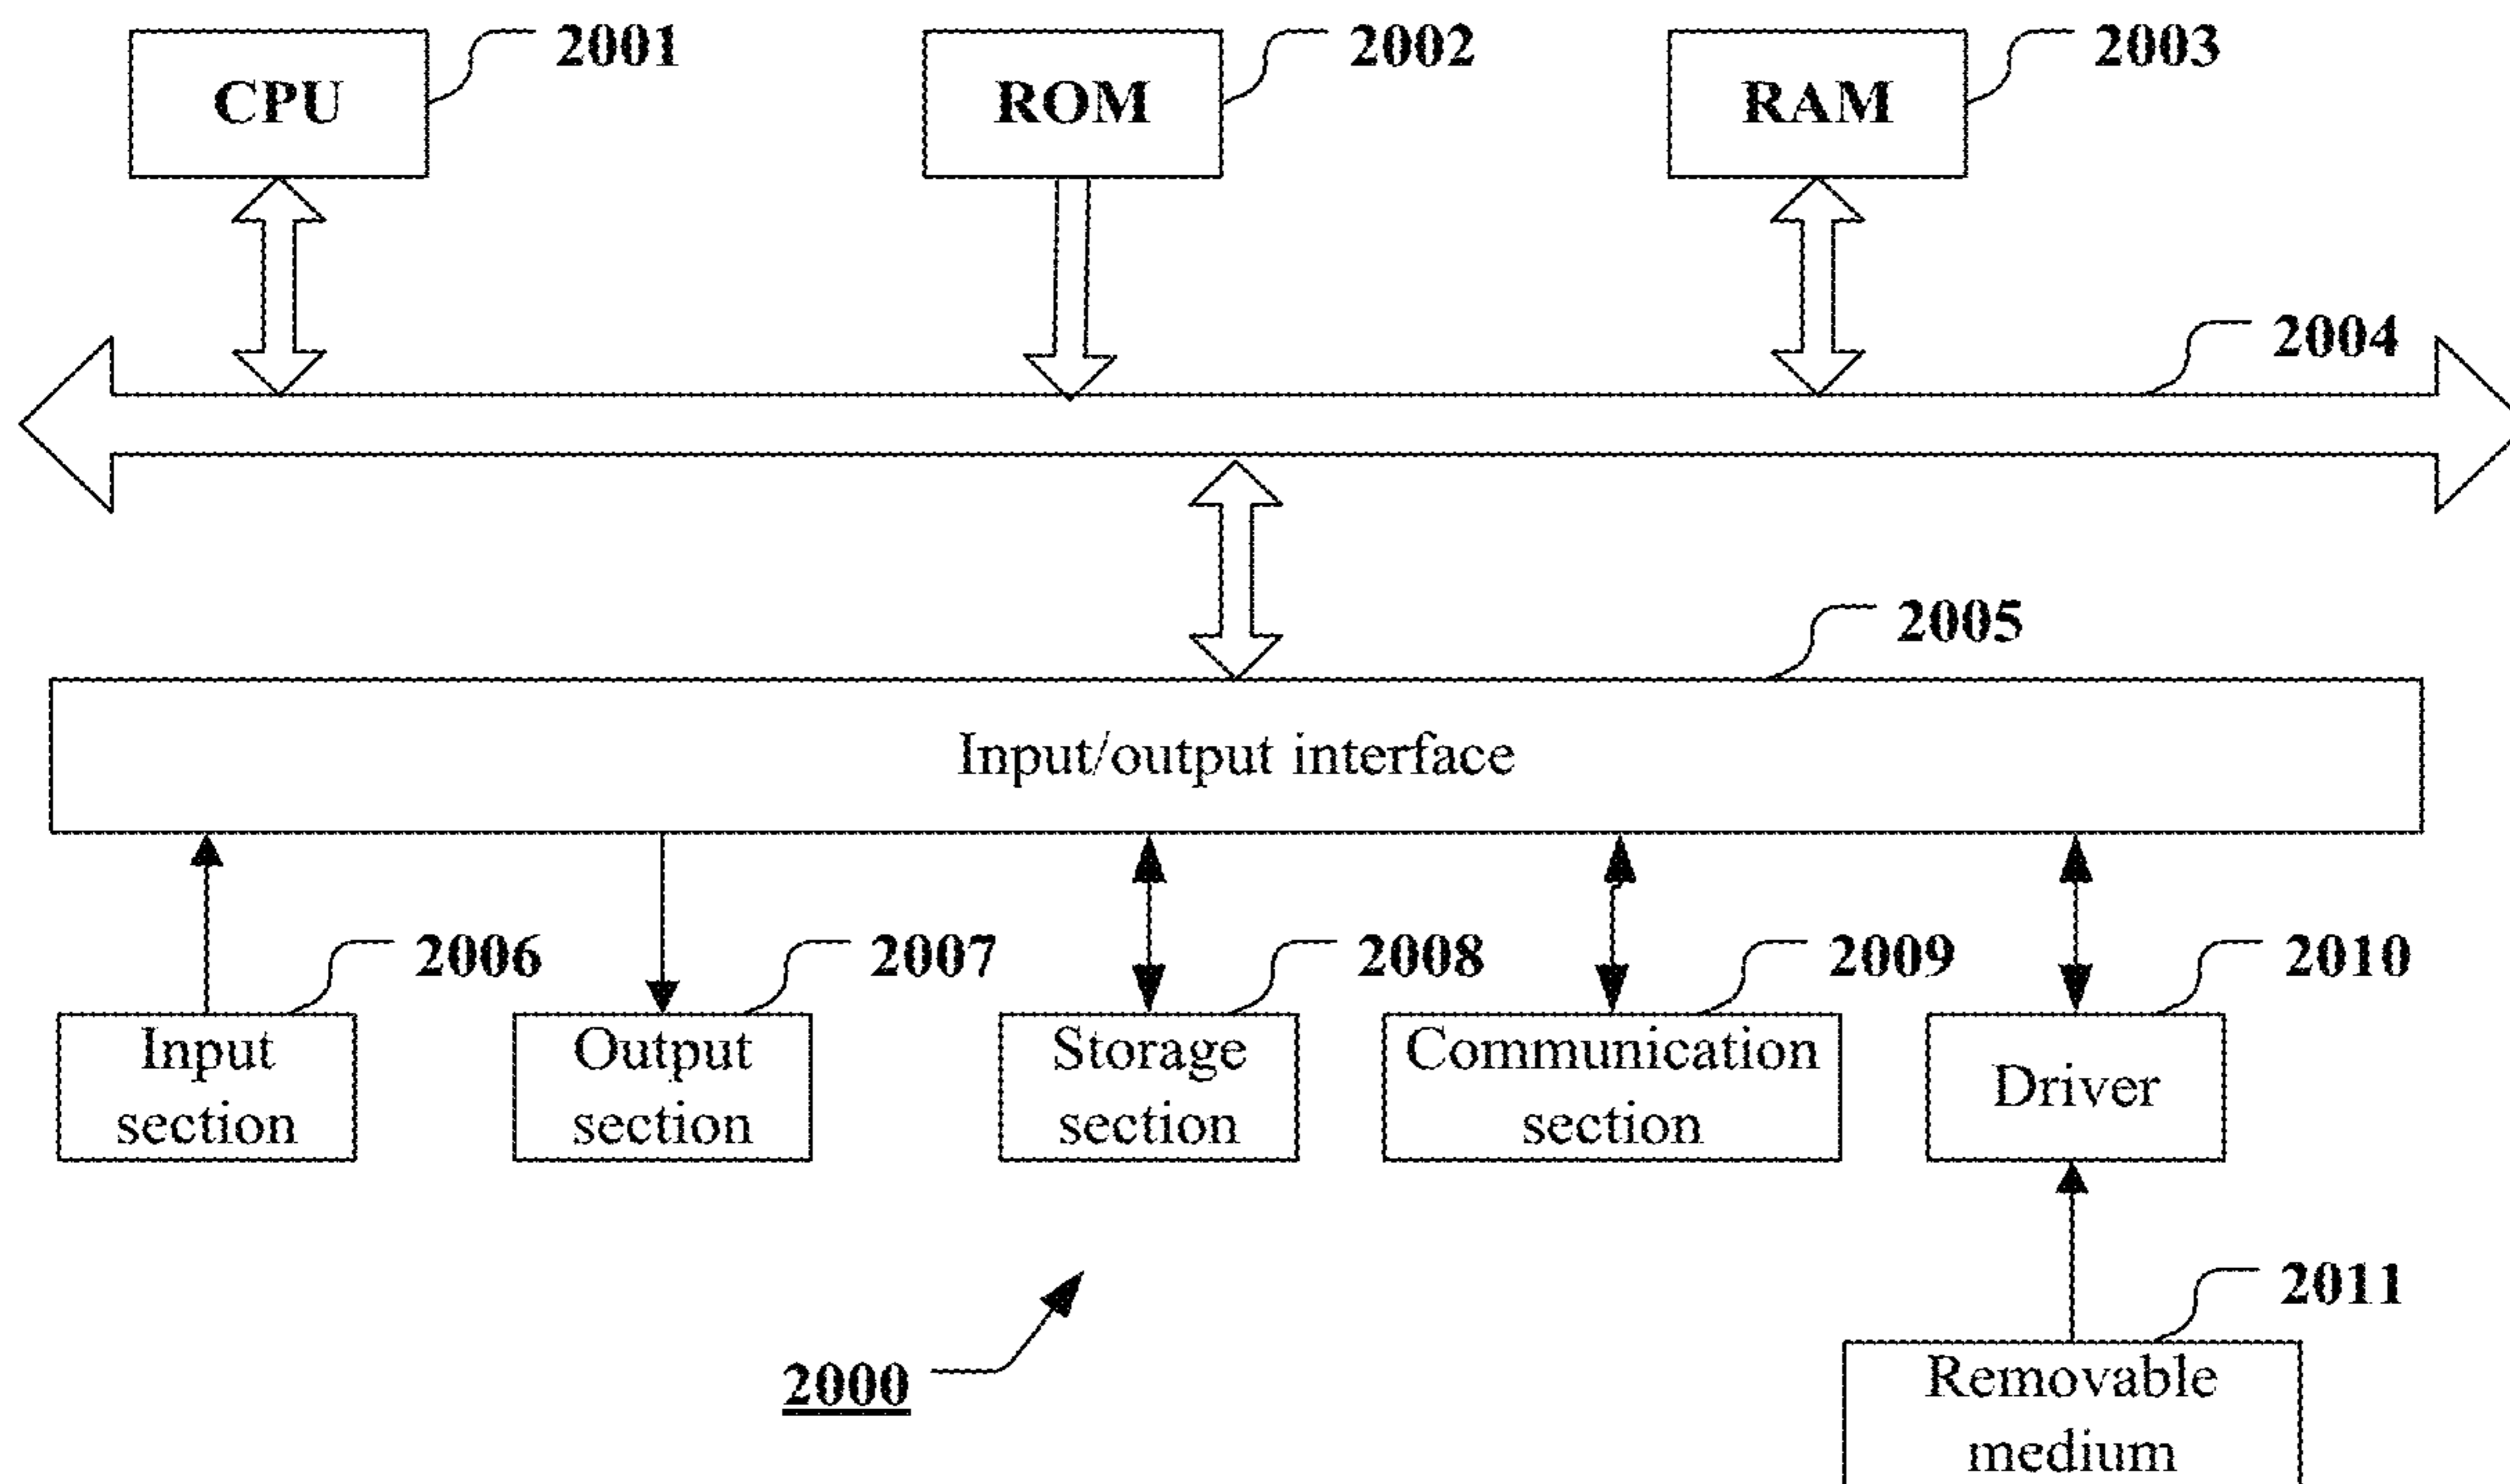 CPU
2001
ROM
2002
RAM
2003
2004
2005
Input/output interface
2006
2007
2008
2009
2010
Input
section
Output
section
Storage
section
Communication
section
Driver
2011
2000
Removable
medium